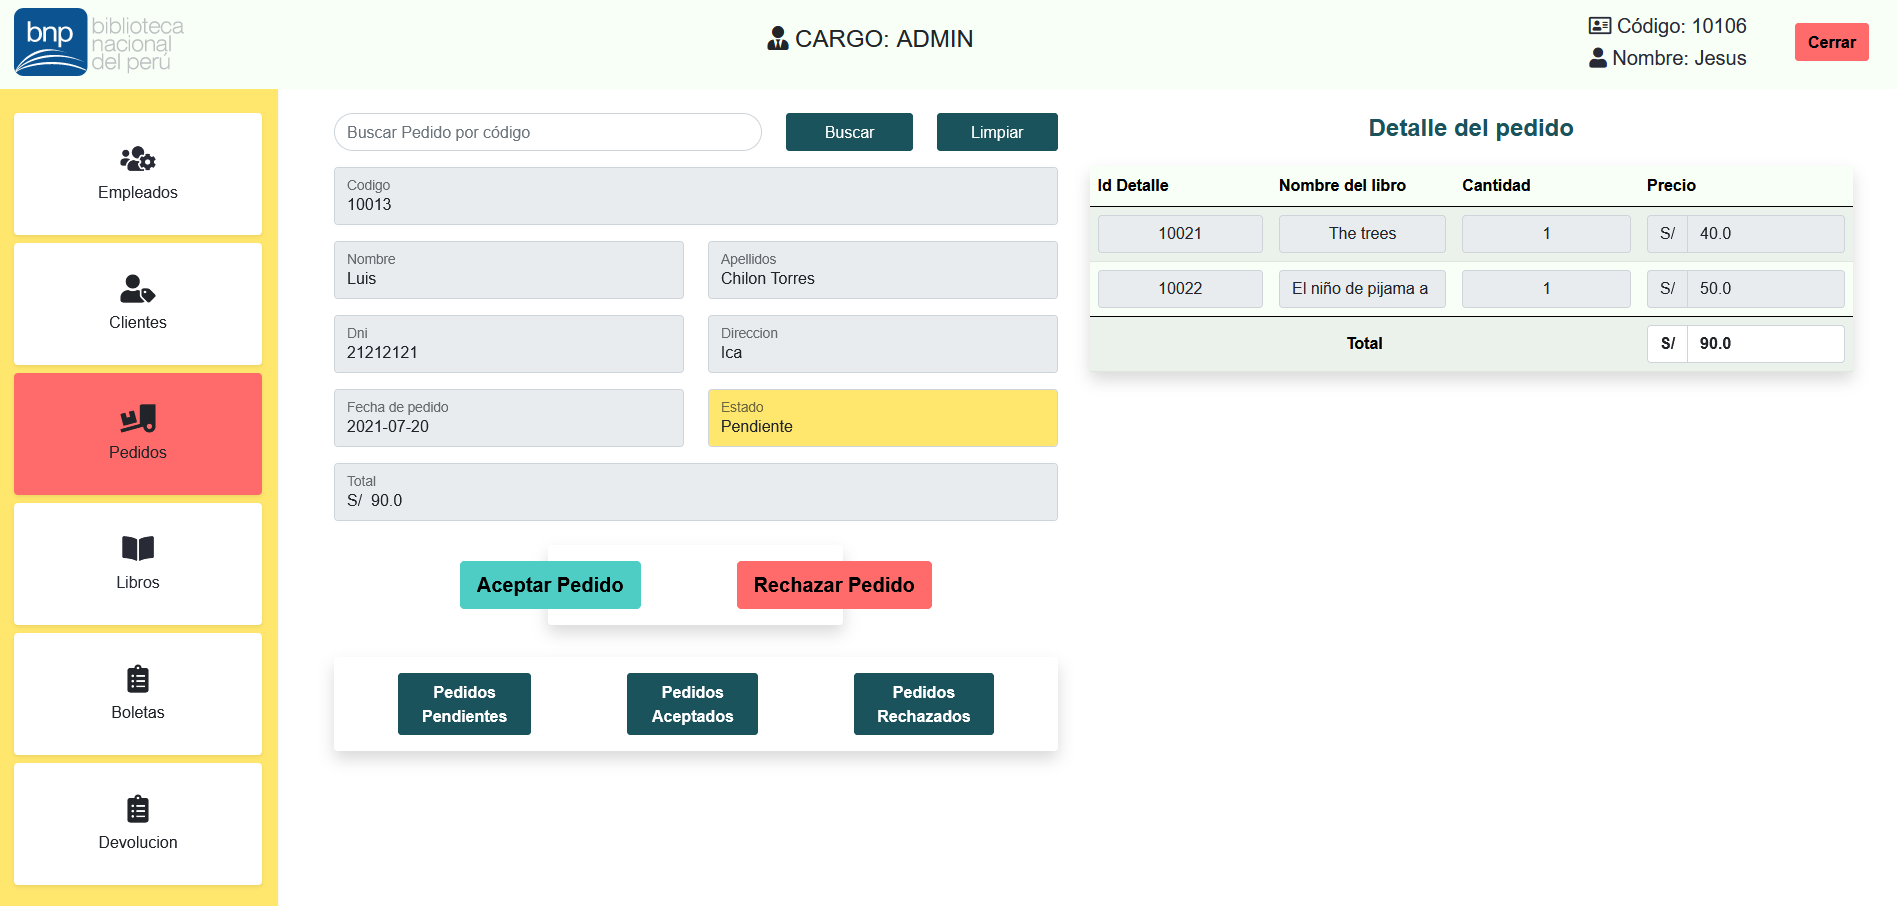 bnp
biblioteca
nacional
del perú
CARGO: ADMIN
Código: 10106
Nombre: Jesus
Cerrar
Empleados
Clientes
Pedidos
Libros
Boletas
Devolucion
Buscar Pedido por código
Buscar
Limpiar
Codigo
10013
Nombre
Luis
Apellidos
Chilon Torres
Dni
21212121
Direccion
Ica
Fecha de pedido
2021-07-20
Estado
Pendiente
Total
S/ 90.0
Aceptar Pedido
Rechazar Pedido
Pedidos
Pendientes
Pedidos
Aceptados
Pedidos
Rechazados
Detalle del pedido
Id Detalle Nombre del libro Cantidad Precio
10021 The trees 1 S/ 40.0
10022 El niño de pijama a 1 S/ 50.0
Total S/ 90.0